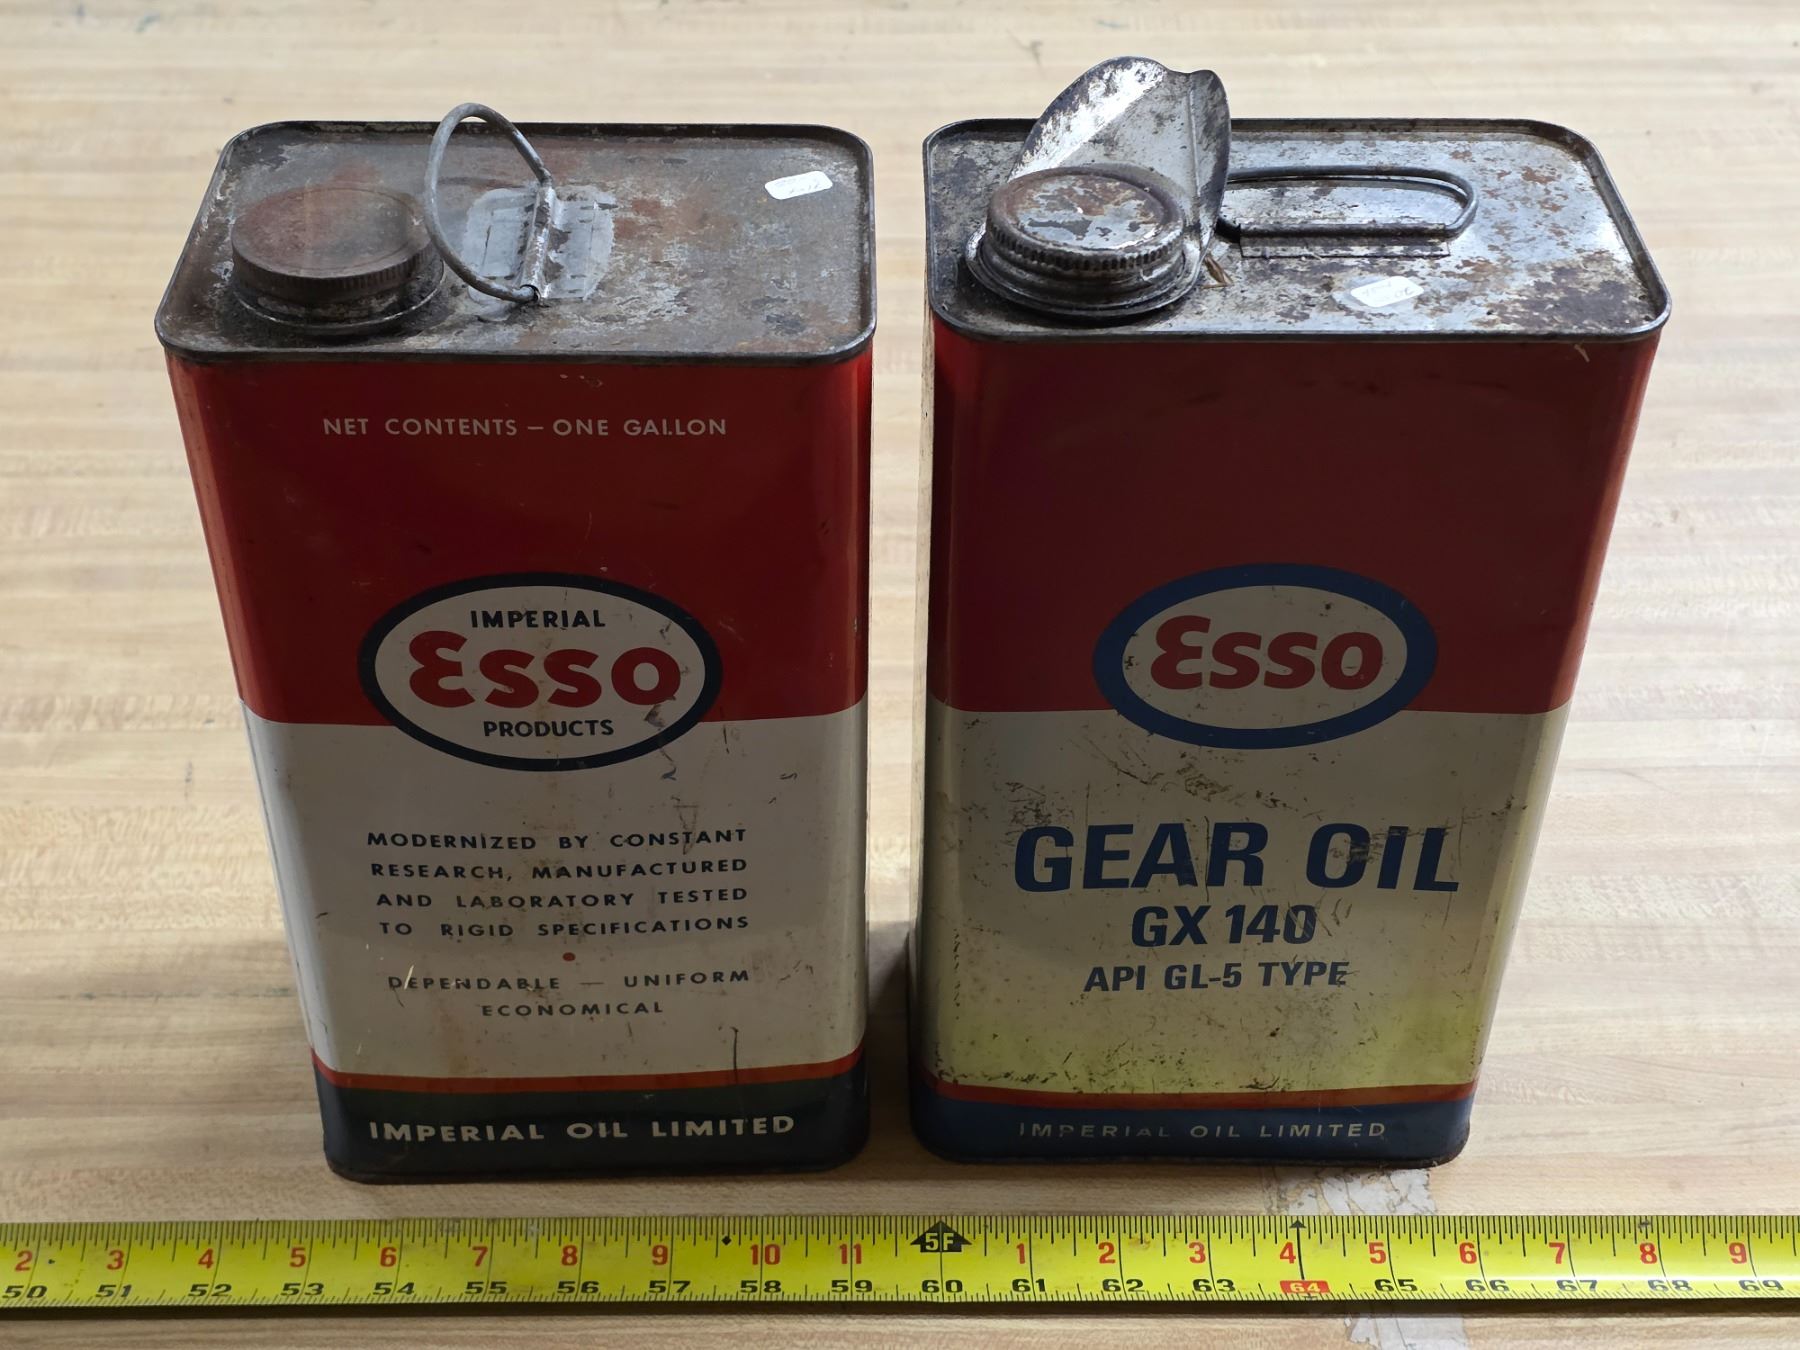 NET CONTENTS — ONE GALLON
IMPERIAL
Esso
PRODUCTS
MODERNIZED BY CONSTANT
RESEARCH, MANUFACTURED
AND LABORATORY TESTED
TO RIGID SPECIFICATIONS
DEPENDABLE — UNIFORM
ECONOMICAL
IMPERIAL OIL LIMITED
Esso
GEAR OIL
GX 140
API GL-5 TYPE
IMPERIAL OIL LIMITED
2 3 4 5 6 7 8 9 10 11 5F 1 2 3 4 5 6 7 8 9
50 51 52 53 54 55 56 57 58 59 60 61 62 63 64 65 66 67 68 69